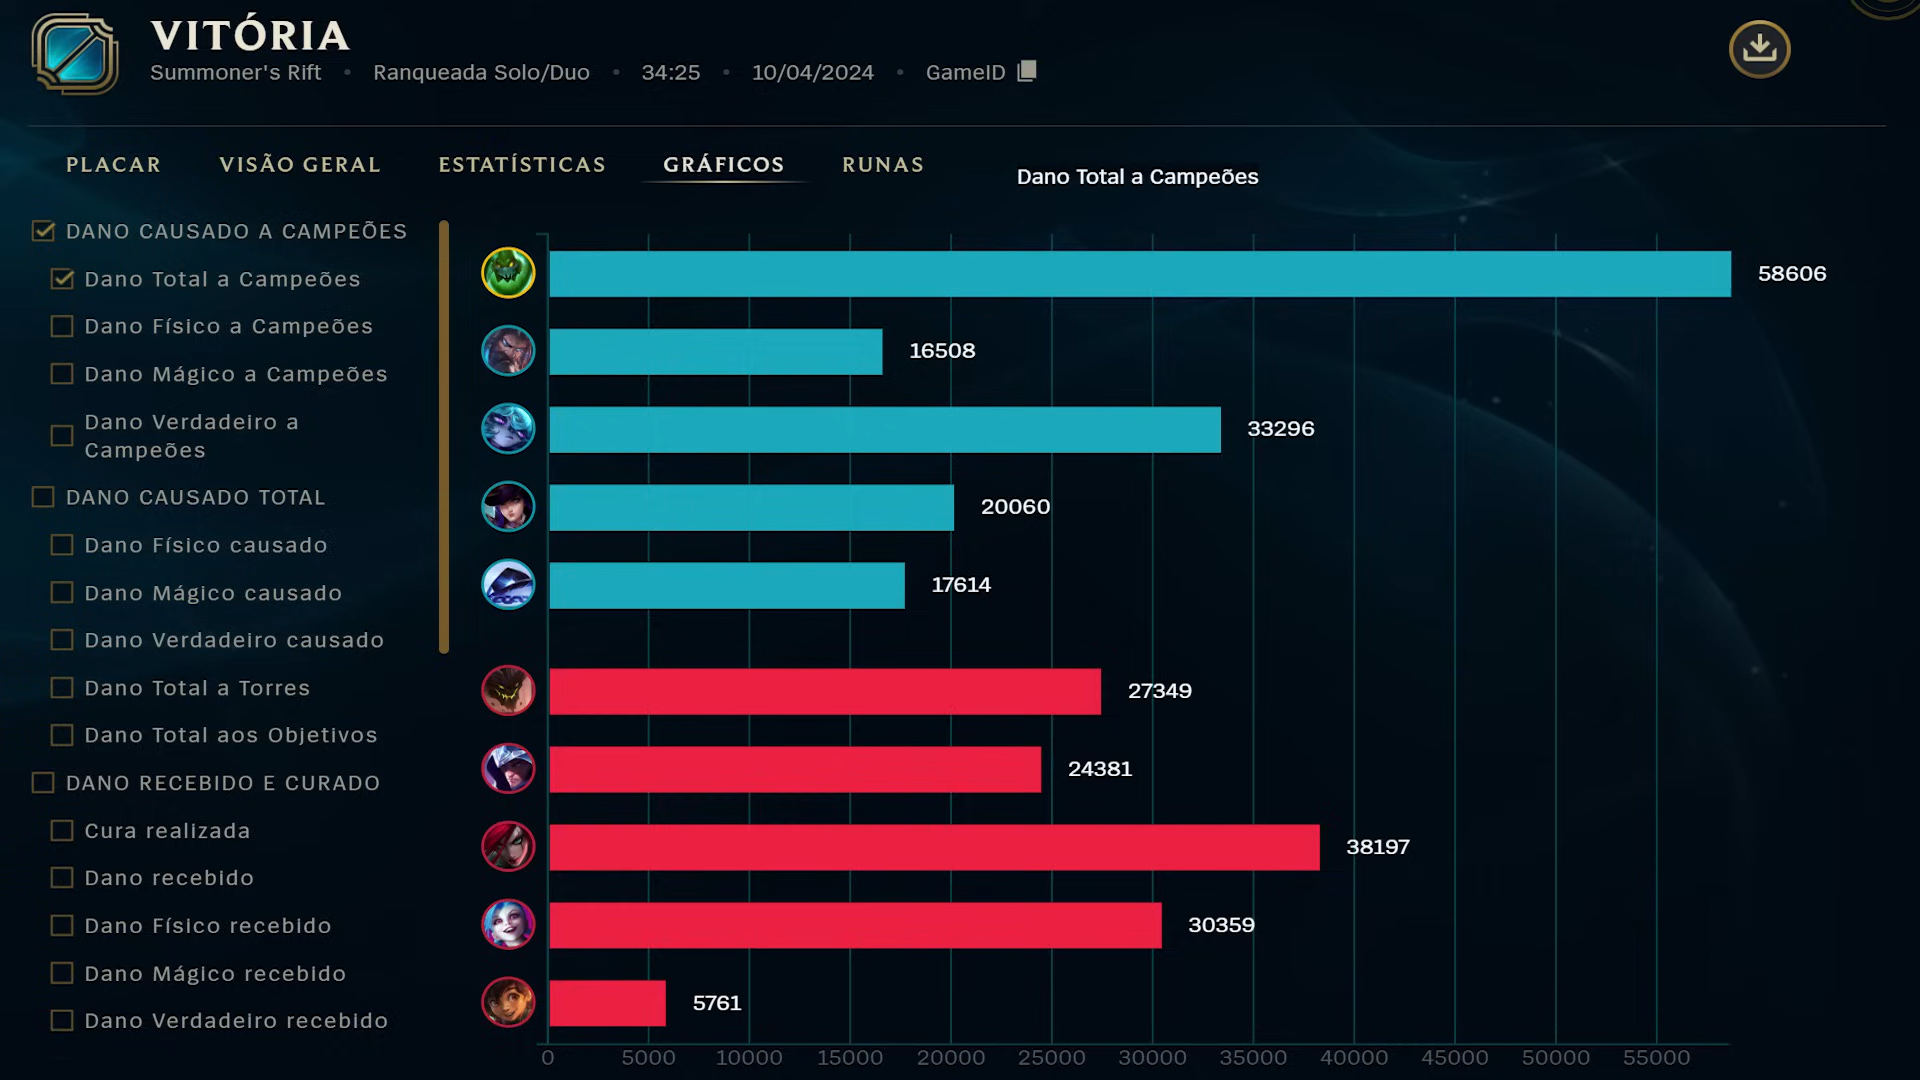 VITÓRIA
Summoner's Rift • Ranqueada Solo/Duo • 34:25 • 10/04/2024 • GameID
PLACAR VISÃO GERAL ESTATÍSTICAS GRÁFICOS RUNAS
Dano Total a Campeões
DANO CAUSADO A CAMPEÕES
Dano Total a Campeões
Dano Físico a Campeões
Dano Mágico a Campeões
Dano Verdadeiro a
Campeões
DANO CAUSADO TOTAL
Dano Físico causado
Dano Mágico causado
Dano Verdadeiro causado
Dano Total a Torres
Dano Total aos Objetivos
DANO RECEBIDO E CURADO
Cura realizada
Dano recebido
Dano Físico recebido
Dano Mágico recebido
Dano Verdadeiro recebido
58606
16508
33296
20060
17614
27349
24381
38197
30359
5761
0 5000 10000 15000 20000 25000 30000 35000 40000 45000 50000 55000